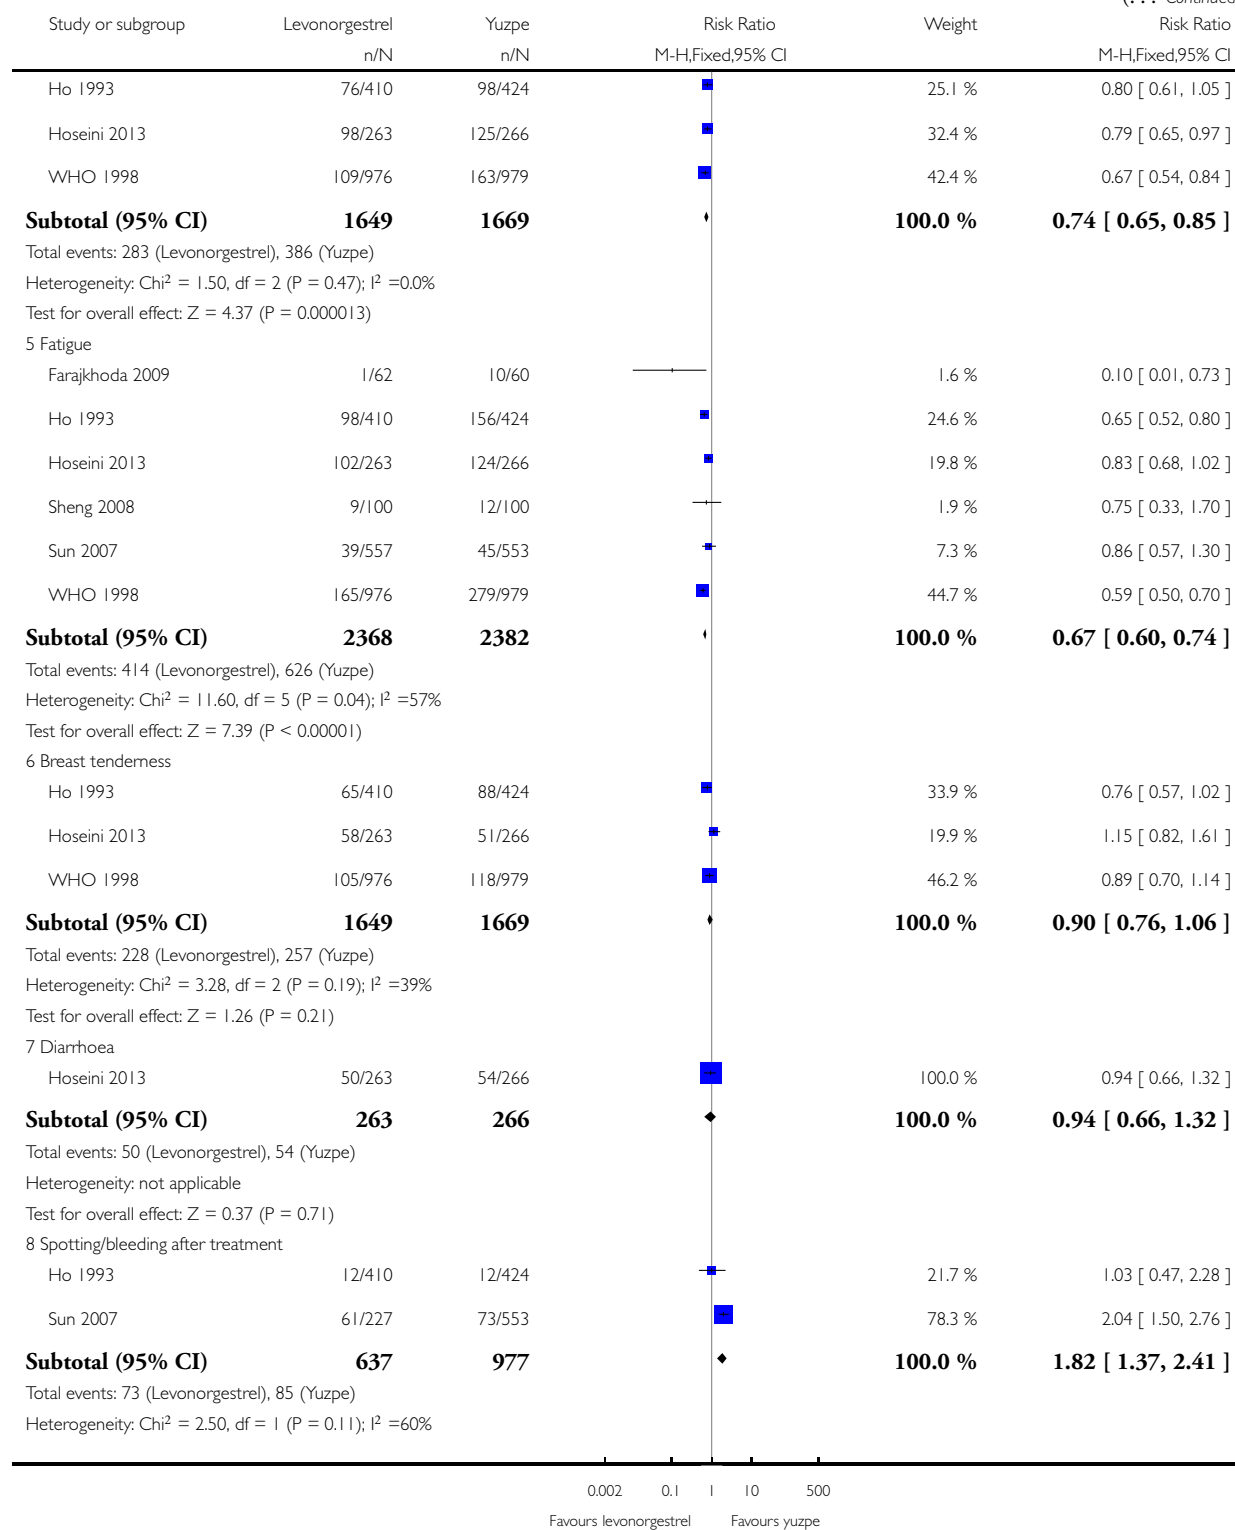 (. . . Continued
Study or subgroup Levonorgestrel Yuzpe Risk Ratio Weight Risk Ratio
n/N n/N M-H,Fixed,95% CI M-H,Fixed,95% CI
Ho 1993 76/410 98/424 25.1 % 0.80 [ 0.61, 1.05 ]
Hoseini 2013 98/263 125/266 32.4 % 0.79 [ 0.65, 0.97 ]
WHO 1998 109/976 163/979 42.4 % 0.67 [ 0.54, 0.84 ]
Subtotal (95% CI) 1649 1669 100.0 % 0.74 [ 0.65, 0.85 ]
Total events: 283 (Levonorgestrel), 386 (Yuzpe)
Heterogeneity: Chi² = 1.50, df = 2 (P = 0.47); I² =0.0%
Test for overall effect: Z = 4.37 (P = 0.000013)
5 Fatigue
Farajkhoda 2009 1/62 10/60 1.6 % 0.10 [ 0.01, 0.73 ]
Ho 1993 98/410 156/424 24.6 % 0.65 [ 0.52, 0.80 ]
Hoseini 2013 102/263 124/266 19.8 % 0.83 [ 0.68, 1.02 ]
Sheng 2008 9/100 12/100 1.9 % 0.75 [ 0.33, 1.70 ]
Sun 2007 39/557 45/553 7.3 % 0.86 [ 0.57, 1.30 ]
WHO 1998 165/976 279/979 44.7 % 0.59 [ 0.50, 0.70 ]
Subtotal (95% CI) 2368 2382 100.0 % 0.67 [ 0.60, 0.74 ]
Total events: 414 (Levonorgestrel), 626 (Yuzpe)
Heterogeneity: Chi² = 11.60, df = 5 (P = 0.04); I² =57%
Test for overall effect: Z = 7.39 (P < 0.00001)
6 Breast tenderness
Ho 1993 65/410 88/424 33.9 % 0.76 [ 0.57, 1.02 ]
Hoseini 2013 58/263 51/266 19.9 % 1.15 [ 0.82, 1.61 ]
WHO 1998 105/976 118/979 46.2 % 0.89 [ 0.70, 1.14 ]
Subtotal (95% CI) 1649 1669 100.0 % 0.90 [ 0.76, 1.06 ]
Total events: 228 (Levonorgestrel), 257 (Yuzpe)
Heterogeneity: Chi² = 3.28, df = 2 (P = 0.19); I² =39%
Test for overall effect: Z = 1.26 (P = 0.21)
7 Diarrhoea
Hoseini 2013 50/263 54/266 100.0 % 0.94 [ 0.66, 1.32 ]
Subtotal (95% CI) 263 266 100.0 % 0.94 [ 0.66, 1.32 ]
Total events: 50 (Levonorgestrel), 54 (Yuzpe)
Heterogeneity: not applicable
Test for overall effect: Z = 0.37 (P = 0.71)
8 Spotting/bleeding after treatment
Ho 1993 12/410 12/424 21.7 % 1.03 [ 0.47, 2.28 ]
Sun 2007 61/227 73/553 78.3 % 2.04 [ 1.50, 2.76 ]
Subtotal (95% CI) 637 977 100.0 % 1.82 [ 1.37, 2.41 ]
Total events: 73 (Levonorgestrel), 85 (Yuzpe)
Heterogeneity: Chi² = 2.50, df = 1 (P = 0.11); I² =60%
0.002 0.1 1 10 500
Favours levonorgestrel Favours yuzpe